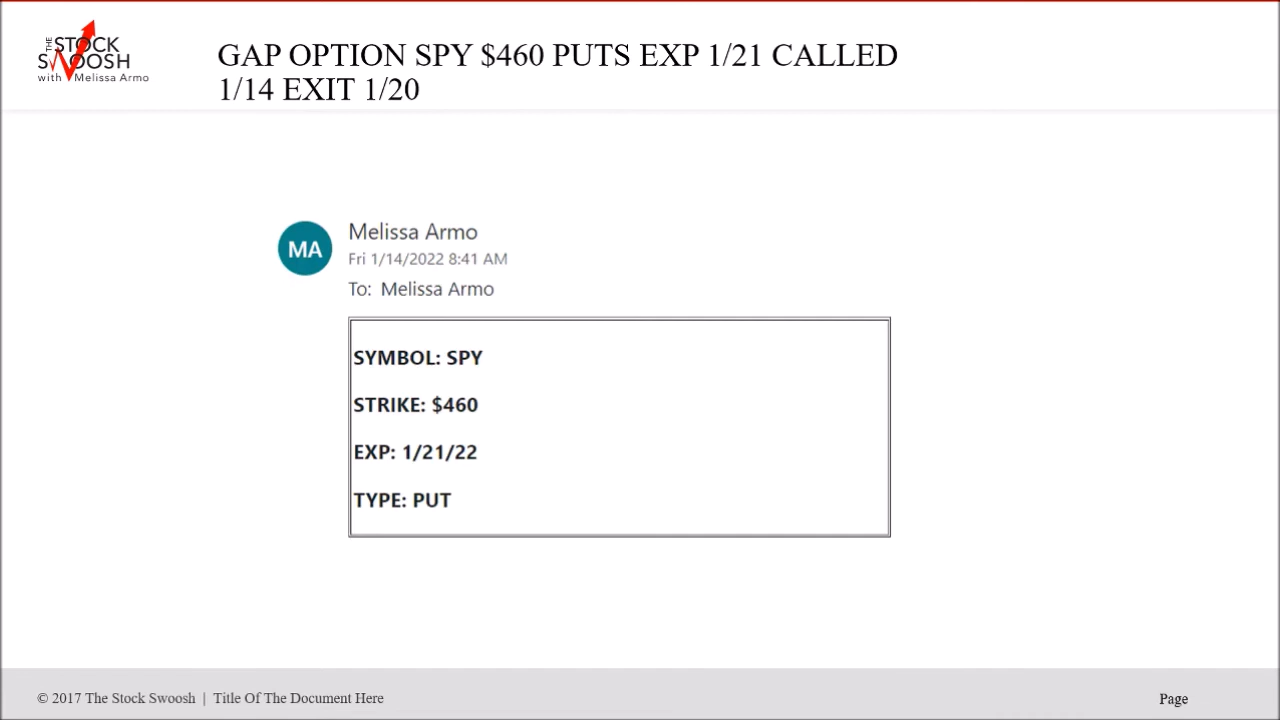 THE STOCK
SWOOSH
with Melissa Armo
GAP OPTION SPY $460 PUTS EXP 1/21 CALLED
1/14 EXIT 1/20
MA
Melissa Armo
Fri 1/14/2022 8:41 AM
To: Melissa Armo
SYMBOL: SPY
STRIKE: $460
EXP: 1/21/22
TYPE: PUT
© 2017 The Stock Swoosh | Title Of The Document Here
Page